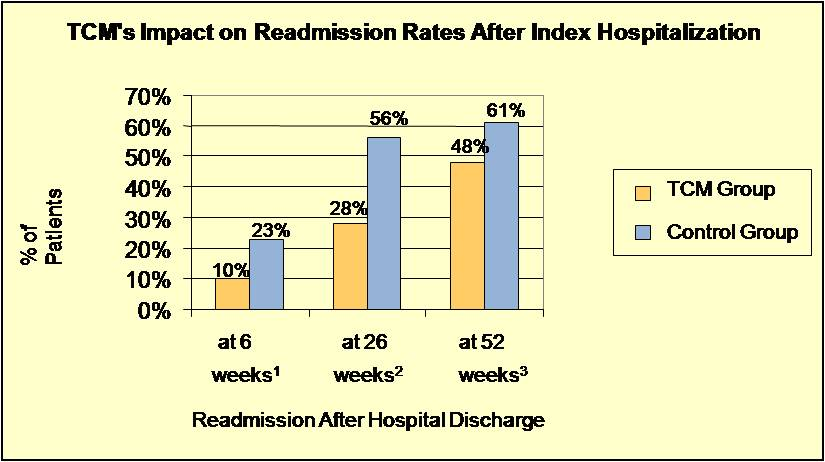 TCM's Impact on Readmission Rates After Index Hospitalization
70%
60%
50%
40%
30%
20%
10%
0%
% of
Patients
10%
23%
28%
56%
48%
61%
at 6
weeks¹
at 26
weeks²
at 52
weeks³
Readmission After Hospital Discharge
TCM Group
Control Group